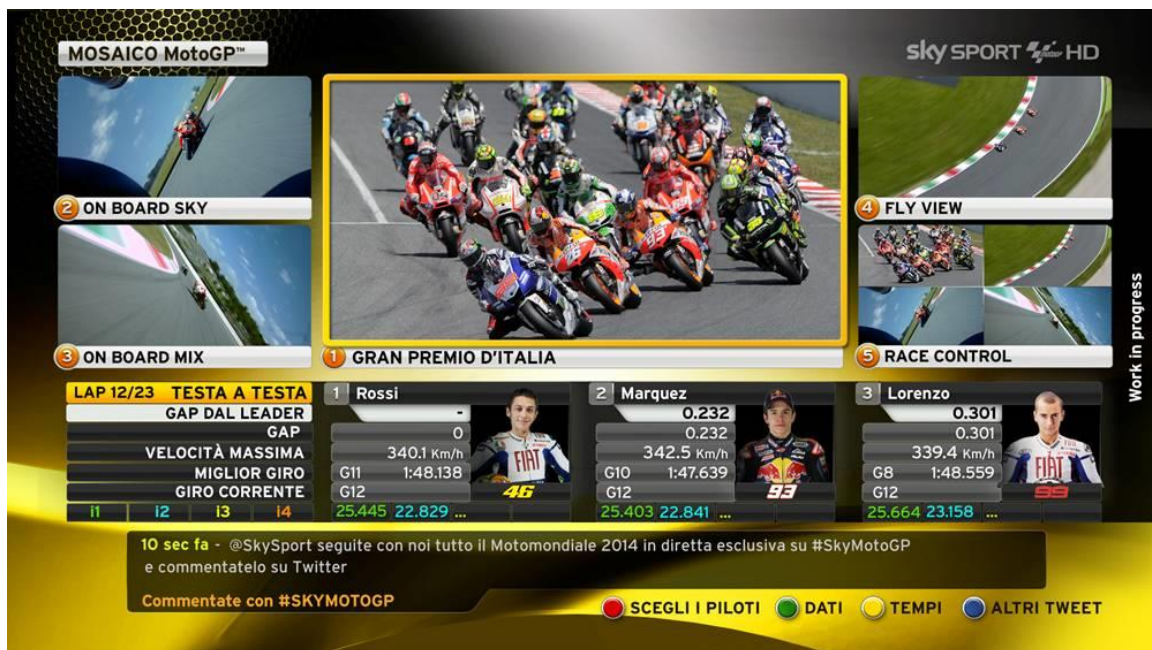 MOSAICO MotoGP™
sky SPORT MotoGP HD
2 ON BOARD SKY
3 ON BOARD MIX
1 GRAN PREMIO D'ITALIA
4 FLY VIEW
5 RACE CONTROL
Work in progress
LAP 12/23 TESTA A TESTA
GAP DAL LEADER
GAP
VELOCITÀ MASSIMA
MIGLIOR GIRO
GIRO CORRENTE
i1 i2 i3 i4
1 Rossi
-
0
340.1 Km/h
G11 1:48.138
G12
25.445 22.829 ...
FIAT
46
2 Marquez
0.232
0.232
342.5 Km/h
G10 1:47.639
G12
25.403 22.841 ...
93
3 Lorenzo
0.301
0.301
339.4 Km/h
G8 1:48.559
G12
25.664 23.158 ...
FIAT
99
10 sec fa - @SkySport seguite con noi tutto il Motomondiale 2014 in diretta esclusiva su #SkyMotoGP
e commentatelo su Twitter
Commentate con #SKYMOTOGP
SCEGLI I PILOTI DATI TEMPI ALTRI TWEET